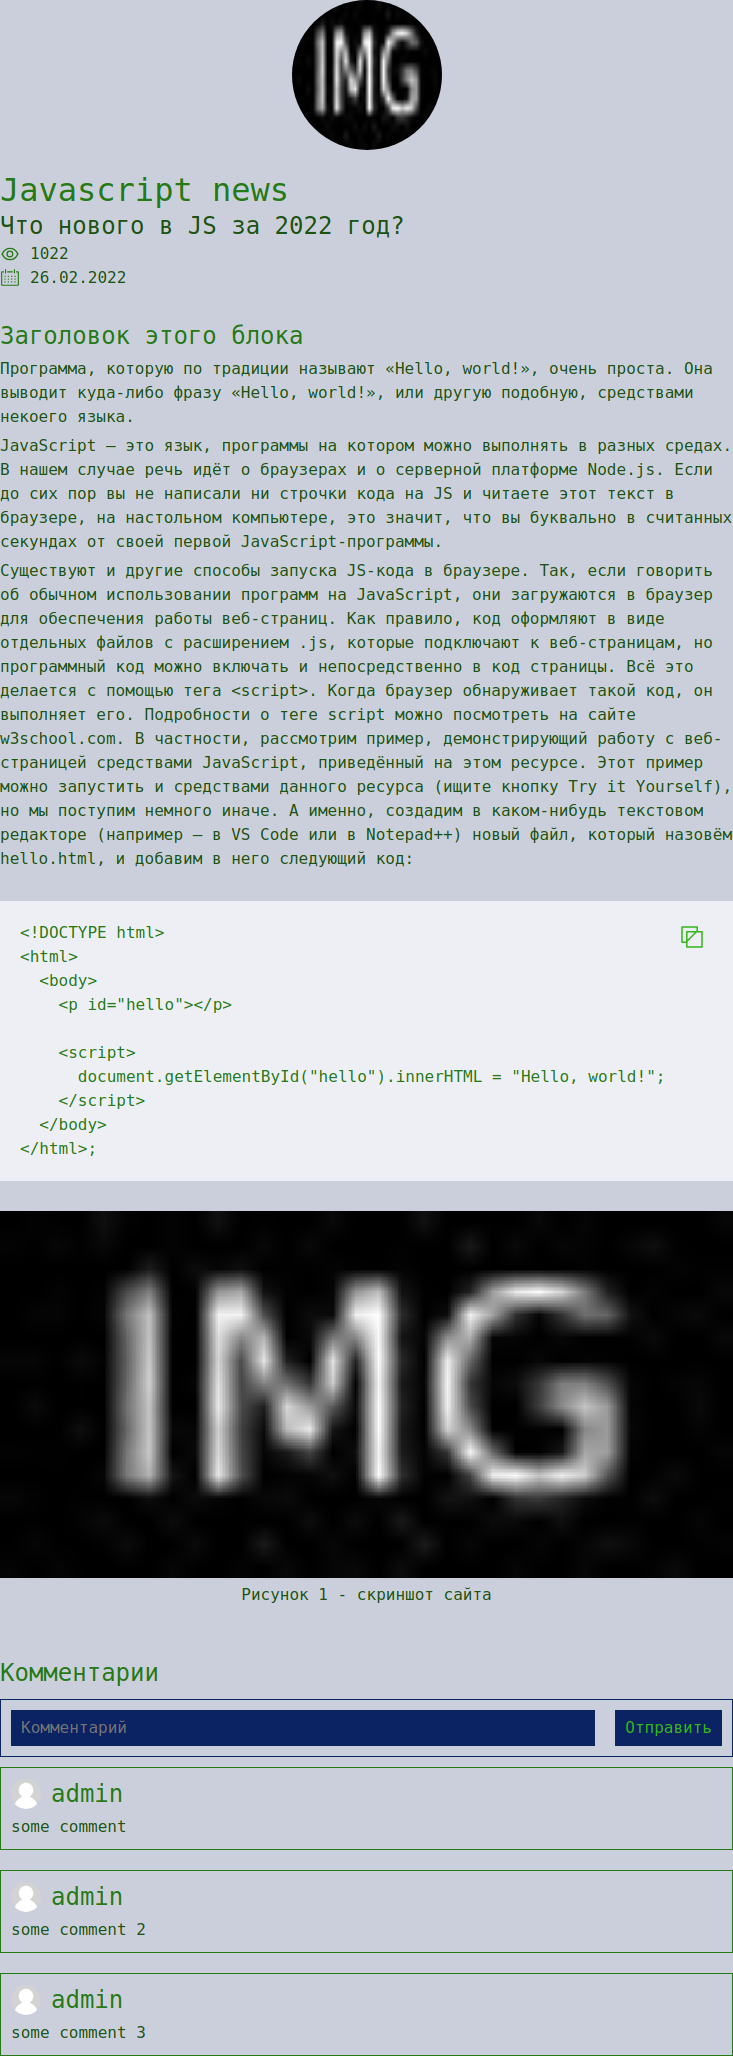 IMG
Javascript news
Что нового в JS за 2022 год?
1022
26.02.2022
Заголовок этого блока
Программа, которую по традиции называют «Hello, world!», очень проста. Она
выводит куда-либо фразу «Hello, world!», или другую подобную, средствами
некоего языка.
JavaScript — это язык, программы на котором можно выполнять в разных средах.
В нашем случае речь идёт о браузерах и о серверной платформе Node.js. Если
до сих пор вы не написали ни строчки кода на JS и читаете этот текст в
браузере, на настольном компьютере, это значит, что вы буквально в считанных
секундах от своей первой JavaScript-программы.
Существуют и другие способы запуска JS-кода в браузере. Так, если говорить
об обычном использовании программ на JavaScript, они загружаются в браузер
для обеспечения работы веб-страниц. Как правило, код оформляют в виде
отдельных файлов с расширением .js, которые подключают к веб-страницам, но
программный код можно включать и непосредственно в код страницы. Всё это
делается с помощью тега <script>. Когда браузер обнаруживает такой код, он
выполняет его. Подробности о теге script можно посмотреть на сайте
w3school.com. В частности, рассмотрим пример, демонстрирующий работу с веб-
страницей средствами JavaScript, приведённый на этом ресурсе. Этот пример
можно запустить и средствами данного ресурса (ищите кнопку Try it Yourself),
но мы поступим немного иначе. А именно, создадим в каком-нибудь текстовом
редакторе (например — в VS Code или в Notepad++) новый файл, который назовём
hello.html, и добавим в него следующий код:
<!DOCTYPE html>
<html>
  <body>
    <p id="hello"></p>

    <script>
      document.getElementById("hello").innerHTML = "Hello, world!";
    </script>
  </body>
</html>;
IMG
Рисунок 1 - скриншот сайта
Комментарии
Комментарий
Отправить
admin
some comment
admin
some comment 2
admin
some comment 3